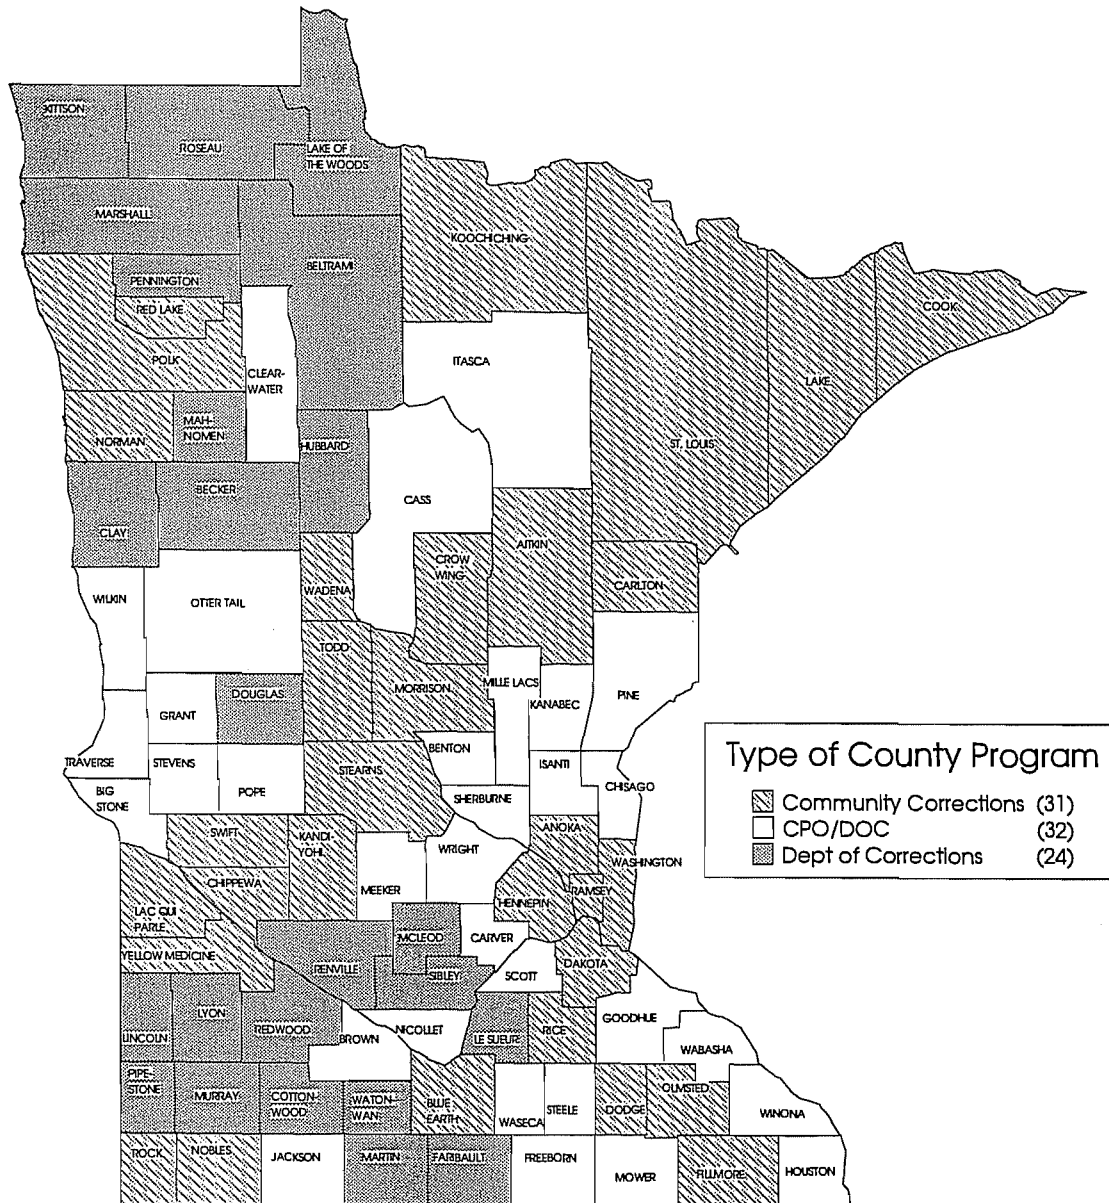 KITTSON
ROSEAU
LAKE OF
THE WOODS
MARSHALL
KOOCHICHING
BELTRAMI
PENNINGTON
RED LAKE
COOK
POLK
ITASCA
CLEAR-
WATER
LAKE
MAH-
NOMEN
NORMAN
HUBBARD
ST. LOUIS
BECKER
CASS
CLAY
AITKIN
CROW
WING
CARLTON
WADENA
WILKIN
OTTER TAIL
TODD
MORRISON
MILLE LACS
DOUGLAS
PINE
KANABEC
GRANT
BENTON
TRAVERSE
STEVENS
ISANTI
STEARNS
CHISAGO
BIG
STONE
POPE
SHERBURNE
Type of County Program
Community Corrections (31)
CPO/DOC (32)
Dept of Corrections (24)
SWIFT
KANDI-
YOHI
ANOKA
WRIGHT
WASHINGTON
CHIPPEWA
MEEKER
RAMSEY
HENNEPIN
LAC QUI
PARLE
MCLEOD
CARVER
YELLOW MEDICINE
DAKOTA
RENVILLE
SIBLEY
SCOTT
LYON
GOODHUE
LINCOLN
REDWOOD
BROWN
NICOLLET
LE SUEUR
RICE
WABASHA
PIPE-
STONE
MURRAY
COTTON-
WOOD
WATON-
WAN
BLUE
EARTH
WASECA
STEELE
DODGE
OLMSTED
WINONA
ROCK
NOBLES
JACKSON
MARTIN
FARIBAULT
FREEBORN
MOWER
FILLMORE
HOUSTON